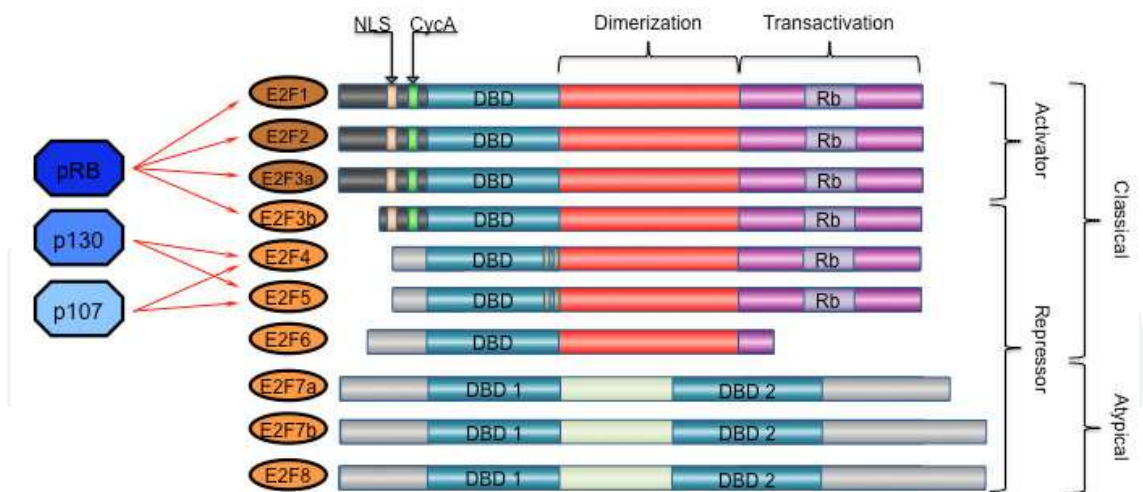 NLS CycA Dimerization Transactivation
E2F1 DBD Rb
E2F2 DBD Rb
pRB
E2F3a DBD Rb
Activator
E2F3b DBD Rb
p130
E2F4 DBD Rb
Classical
p107
E2F5 DBD Rb
E2F6 DBD
Repressor
E2F7a DBD 1 DBD 2
E2F7b DBD 1 DBD 2
Atypical
E2F8 DBD 1 DBD 2